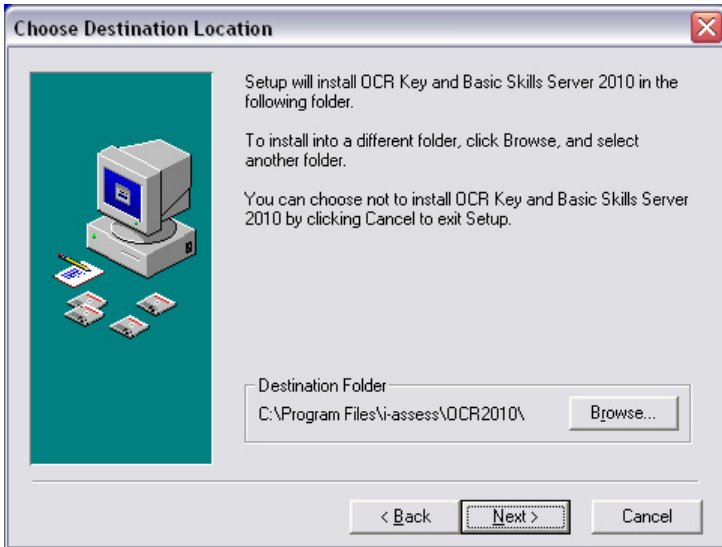 Choose Destination Location
Setup will install OCR Key and Basic Skills Server 2010 in the
following folder.
To install into a different folder, click Browse, and select
another folder.
You can choose not to install OCR Key and Basic Skills Server
2010 by clicking Cancel to exit Setup.
Destination Folder
C:\Program Files\i-assess\OCR2010\
Browse...
< Back
Next >
Cancel